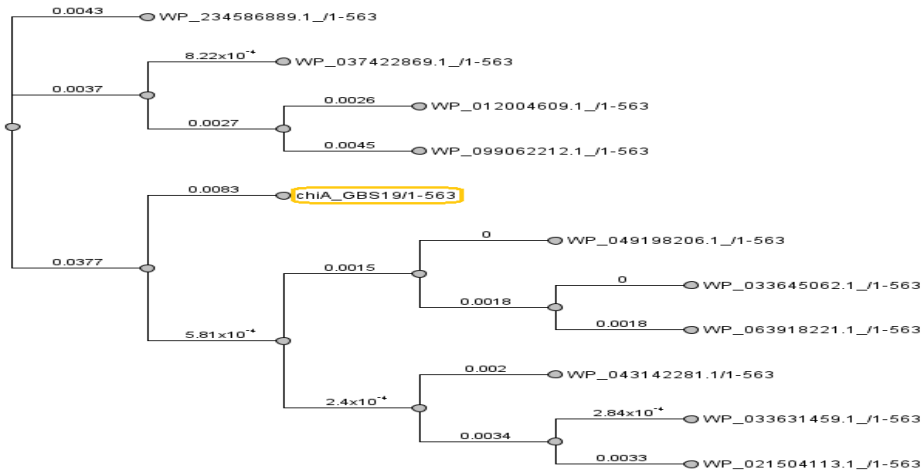 0.0043 WP_234586889.1_/1-563
8.22x10⁻⁴ WP_037422869.1_/1-563
0.0037
0.0026 WP_012004609.1_/1-563
0.0027
0.0045 WP_099062212.1_/1-563
0.0083 chiA_GBS19/1-563
0 WP_049198206.1_/1-563
0.0377
0.0015
0 WP_033645062.1_/1-563
0.0018
0.0018 WP_063918221.1_/1-563
5.81x10⁻⁴
0.002 WP_043142281.1/1-563
2.4x10⁻⁴
2.84x10⁻⁴ WP_033631459.1_/1-563
0.0034
0.0033 WP_021504113.1_/1-563